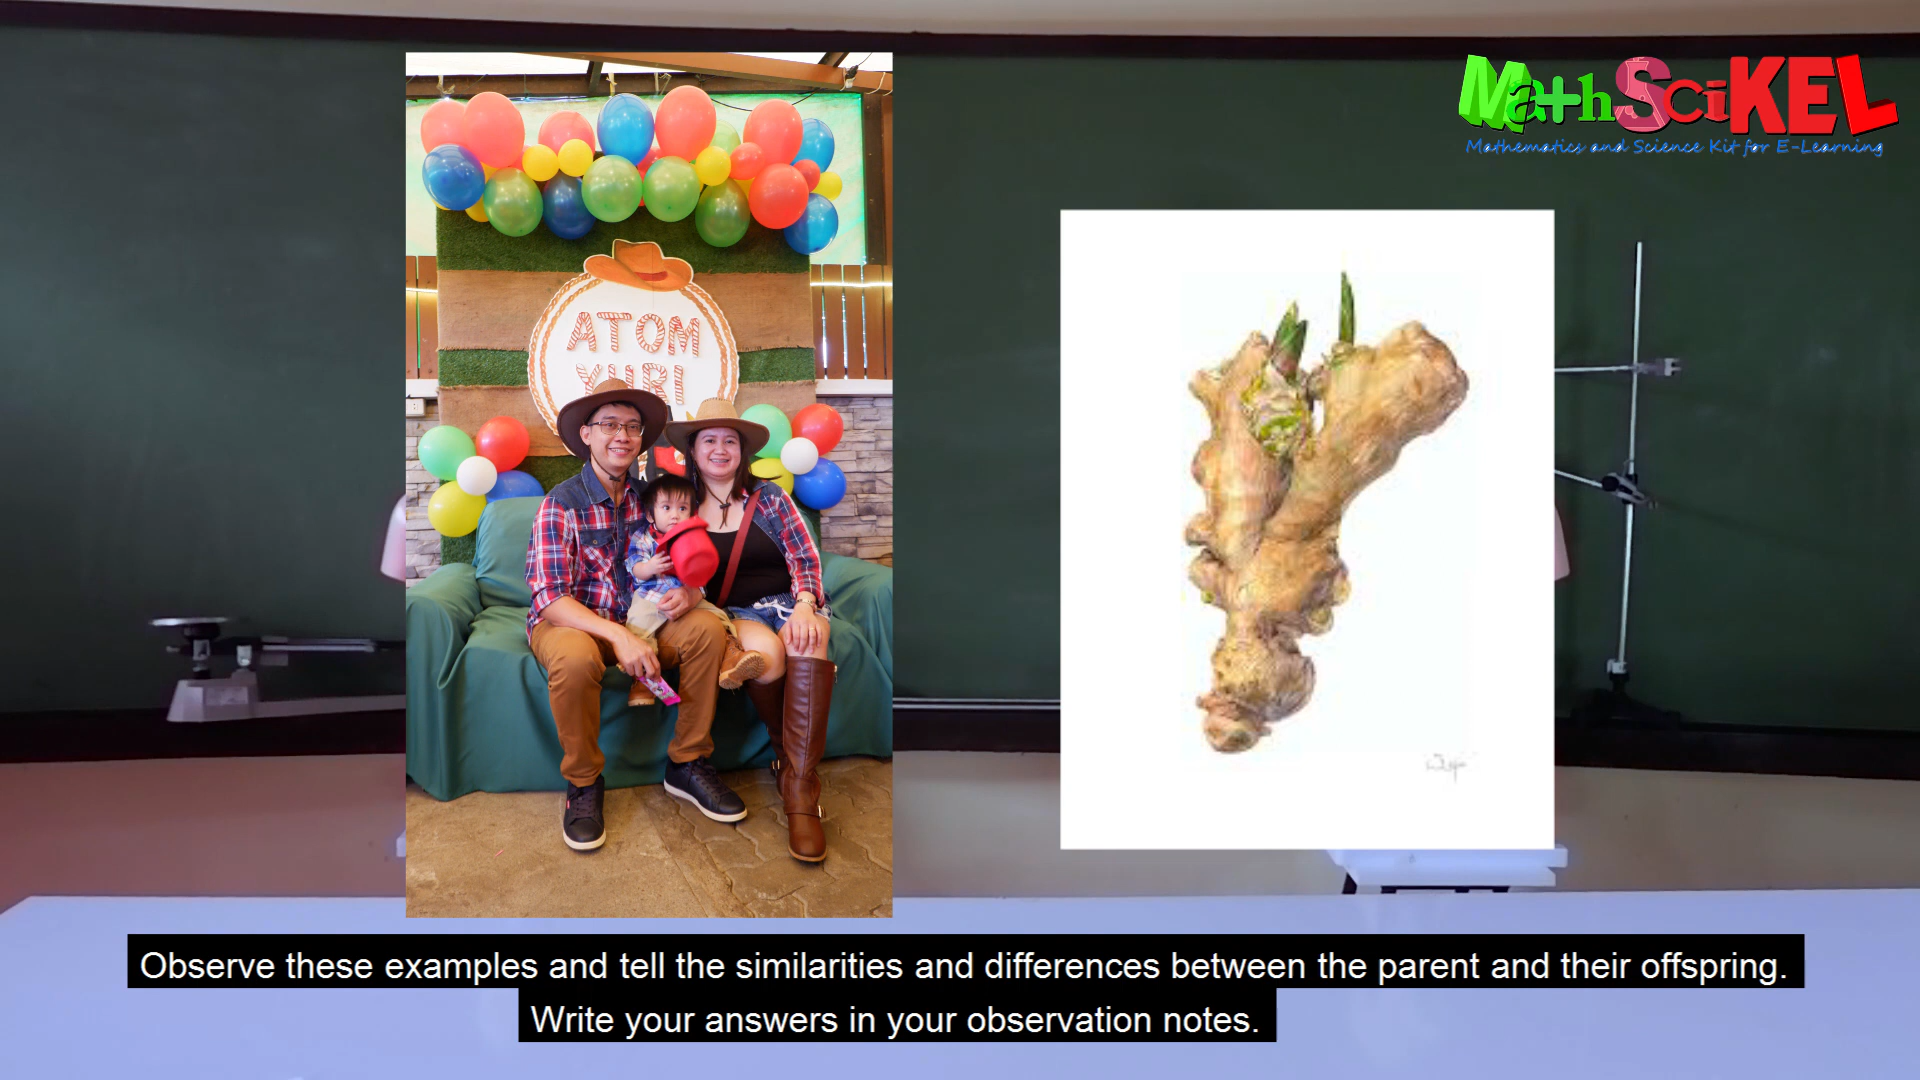 MathSciKEL
Mathematics and Science Kit for E-Learning
ATOM
YURI
Observe these examples and tell the similarities and differences between the parent and their offspring.
Write your answers in your observation notes.